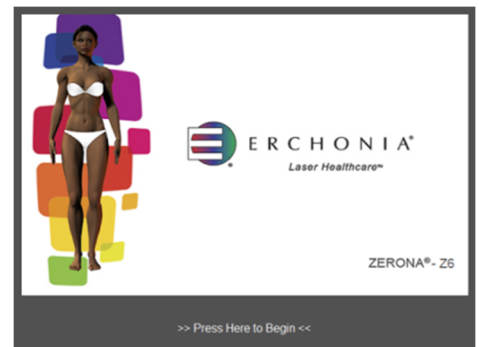 ERCHONIA®
Laser Healthcare™
ZERONA® - Z6
>> Press Here to Begin <<